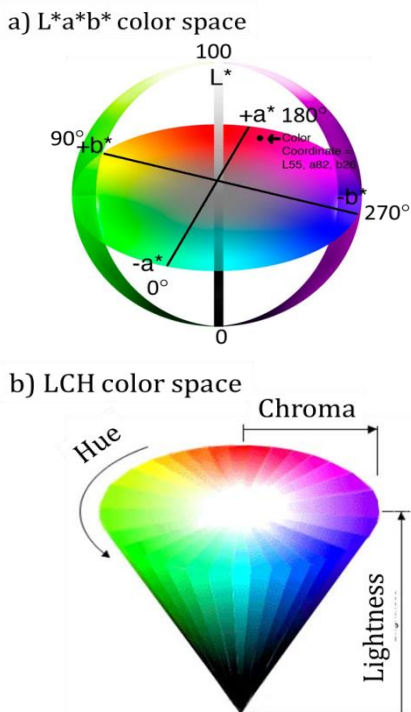 a) L*a*b* color space
100
L*
+a* 180°
90°
+b*
Color
Coordinate =
L55, a82, b26
-b*
270°
-a*
0°
0
b) LCH color space
Chroma
Hue
Lightness